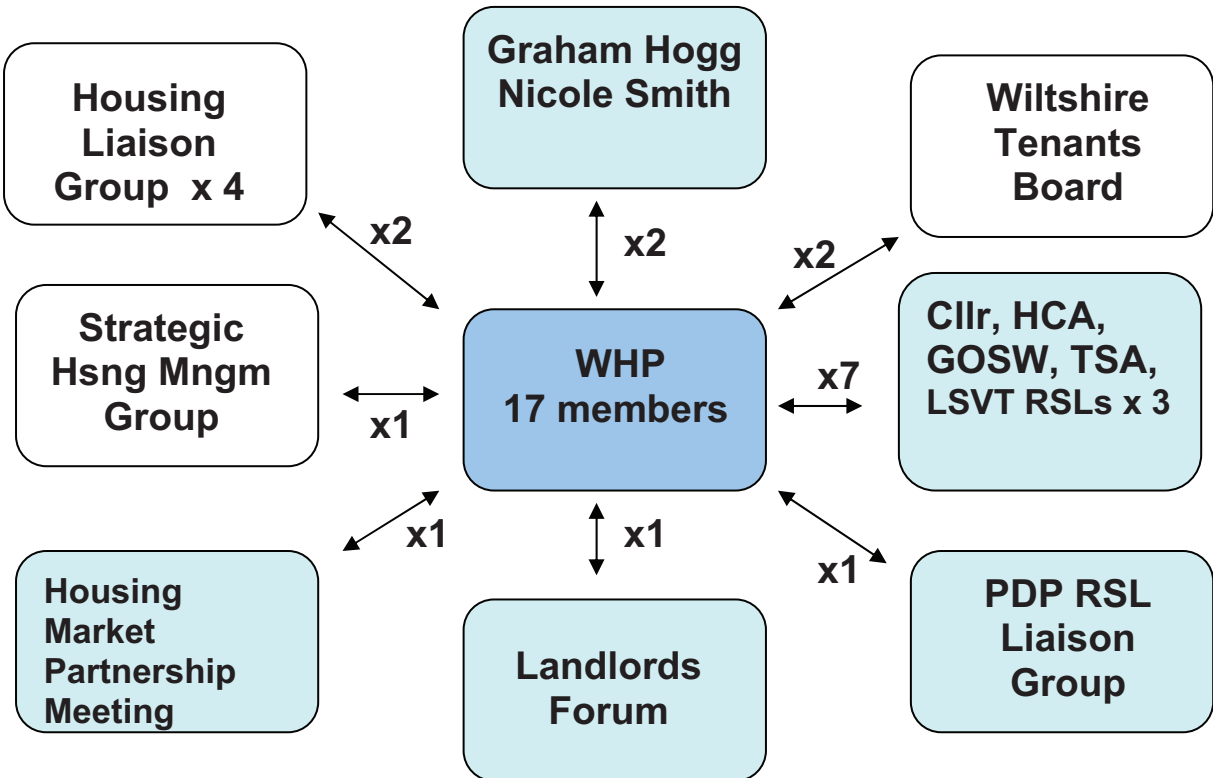 Graham Hogg
Nicole Smith
Housing
Liaison
Group x 4
Wiltshire
Tenants
Board
x2
x2
x2
Strategic
Hsng Mngm
Group
x1
WHP
17 members
x7
Cllr, HCA,
GOSW, TSA,
LSVT RSLs x 3
x1
x1
x1
Housing
Market
Partnership
Meeting
Landlords
Forum
PDP RSL
Liaison
Group